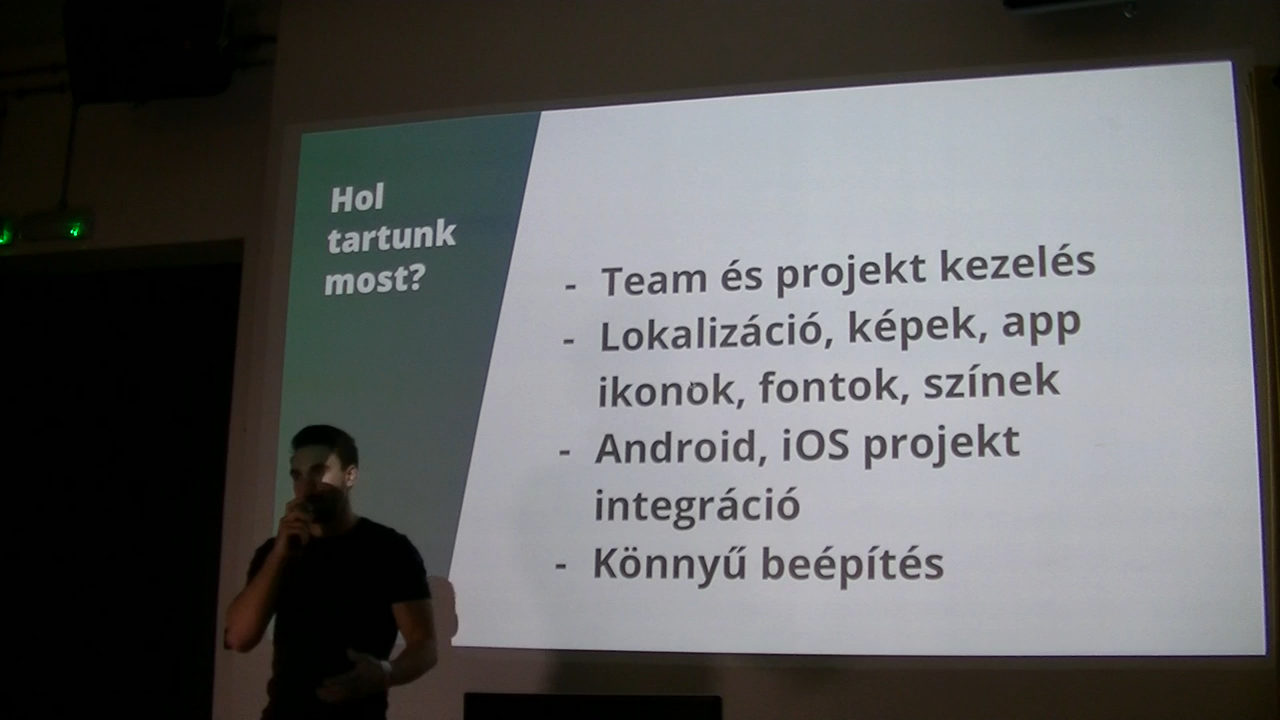 Hol
tartunk
most?
- Team és projekt kezelés
- Lokalizáció, képek, app
ikonok, fontok, színek
- Android, iOS projekt
integráció
- Könnyű beépítés